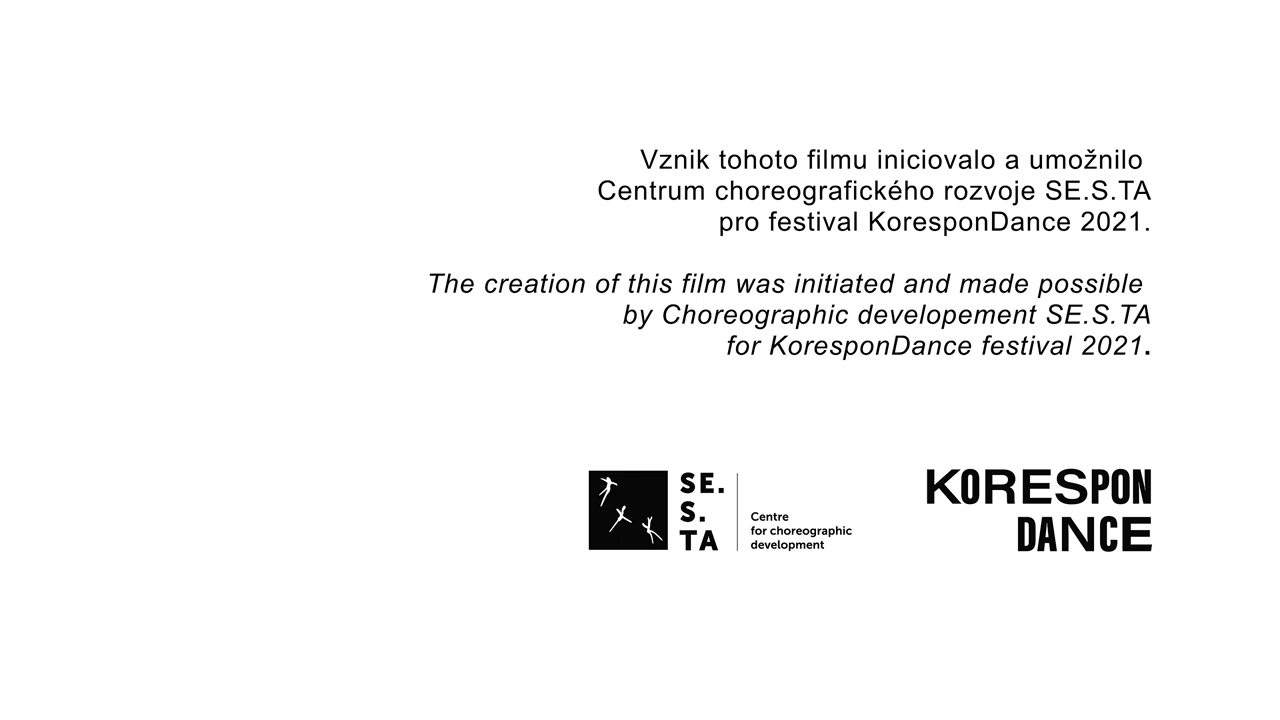 Vznik tohoto filmu iniciovalo a umožnilo
Centrum choreografického rozvoje SE.S.TA
pro festival KoresponDance 2021.
The creation of this film was initiated and made possible
by Choreographic developement SE.S.TA
for KoresponDance festival 2021.
SE.
S.
TA
Centre
for choreographic
development
KORESPON
DANCE